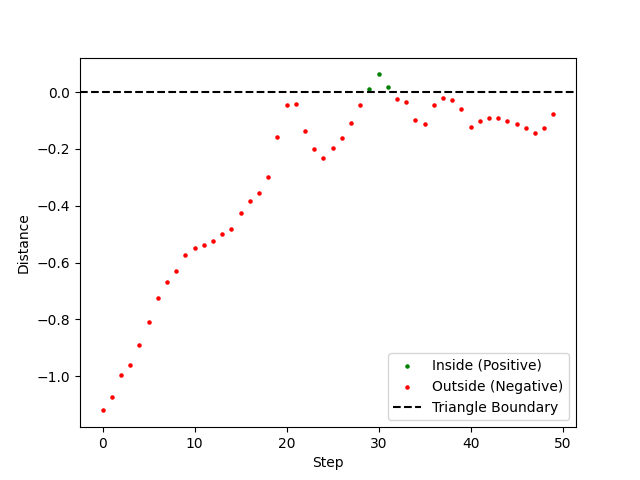 0.0
−0.2
−0.4
−0.6
−0.8
−1.0
Distance
0 10 20 30 40 50
Step
Inside (Positive)
Outside (Negative)
Triangle Boundary